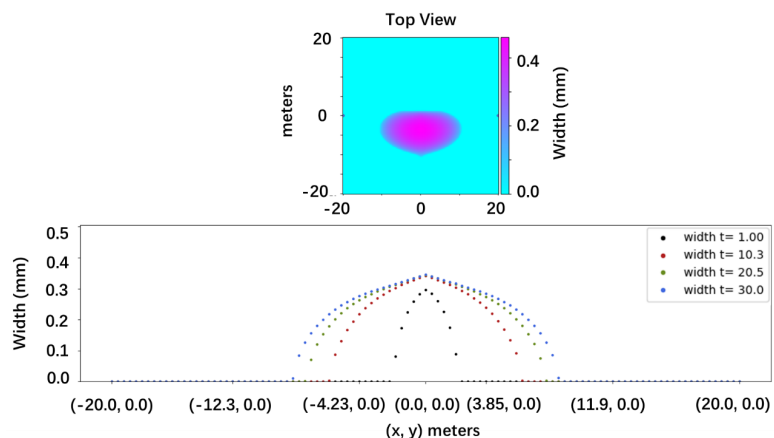 Top View
20
0
-20
meters
-20 0 20
0.4
0.2
0.0
Width (mm)
0.5
0.4
0.3
0.2
0.1
0.0
Width (mm)
width t= 1.00
width t= 10.3
width t= 20.5
width t= 30.0
(-20.0, 0.0) (-12.3, 0.0) (-4.23, 0.0) (0.0, 0.0) (3.85, 0.0) (11.9, 0.0) (20.0, 0.0)
(x, y) meters